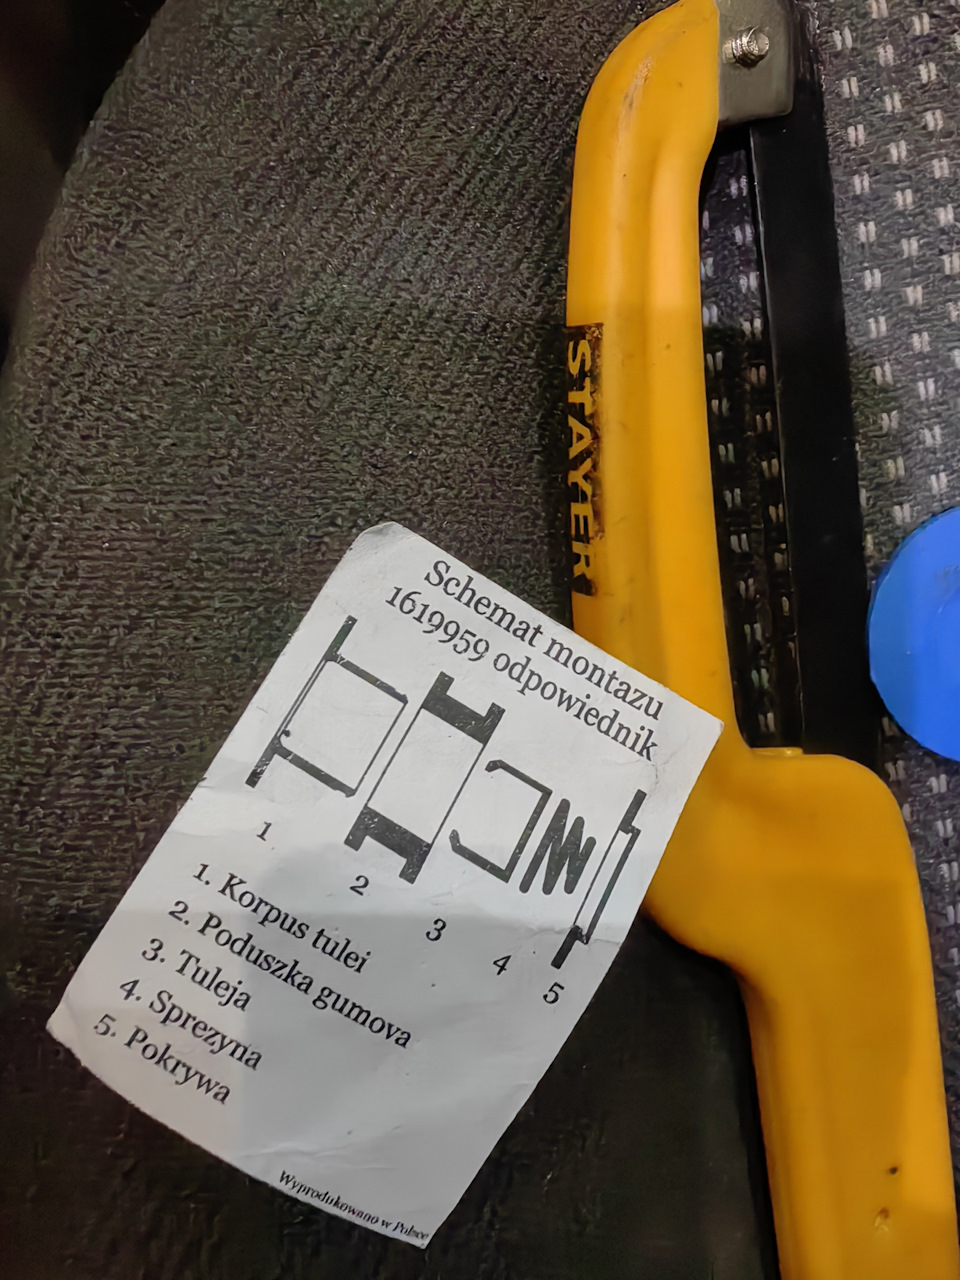 STAYER
Schemat montazu
1619959 odpowiednik
1
2
3
4
5
1. Korpus tulei
2. Poduszka gumova
3. Tuleja
4. Sprezyna
5. Pokrywa
Wyprodukowano w Polsce